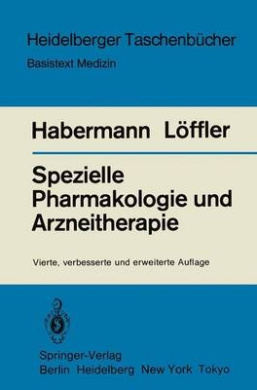 Heidelberger Taschenbücher
Basistext Medizin
Habermann Löffler
Spezielle
Pharmakologie und
Arzneitherapie
Vierte, verbesserte und erweiterte Auflage
Springer-Verlag
Berlin Heidelberg New York Tokyo